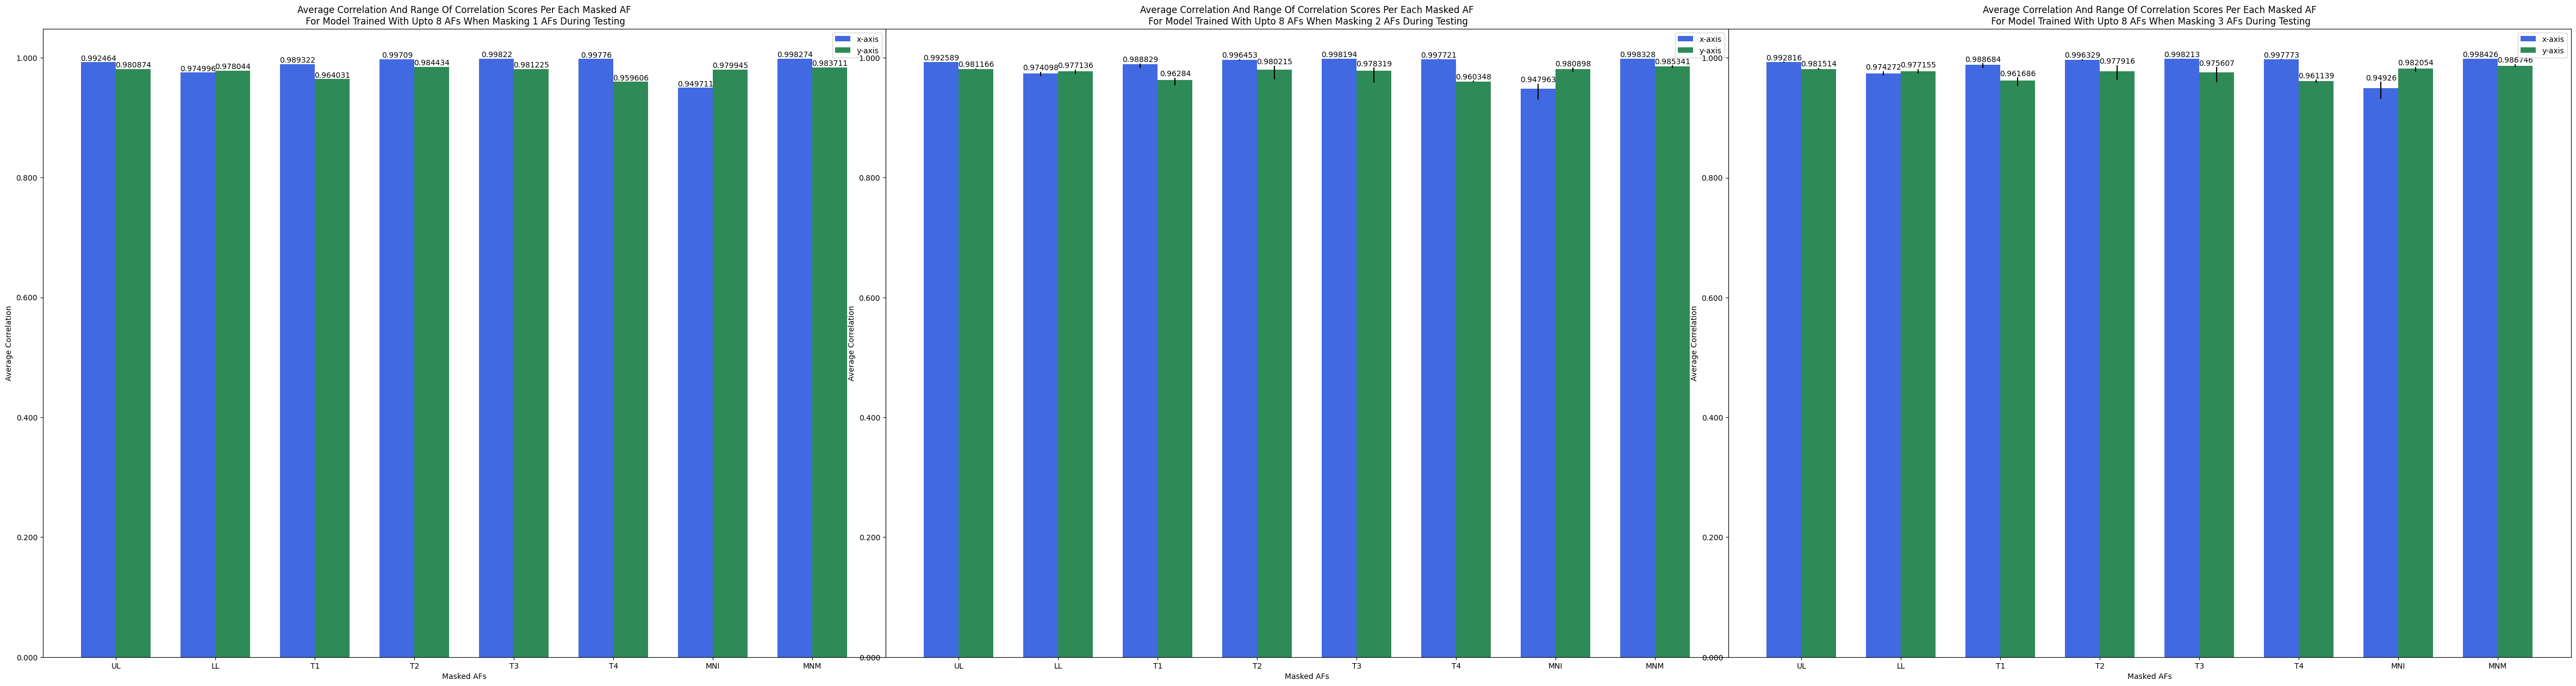 Average Correlation And Range Of Correlation Scores Per Each Masked AF
For Model Trained With Upto 8 AFs When Masking 1 AFs During Testing
x-axis
y-axis
1.000
0.800
0.600
0.400
0.200
0.000
Average Correlation
0.992464
0.980874
0.974996
0.978044
0.989322
0.964031
0.99709
0.984434
0.99822
0.981225
0.99776
0.959606
0.949711
0.979945
0.998274
0.983711
UL
LL
T1
T2
T3
T4
MNI
MNM
Masked AFs
Average Correlation And Range Of Correlation Scores Per Each Masked AF
For Model Trained With Upto 8 AFs When Masking 2 AFs During Testing
x-axis
y-axis
1.000
0.800
0.600
0.400
0.200
0.000
Average Correlation
0.992589
0.981166
0.974098
0.977136
0.988829
0.96284
0.996453
0.980215
0.998194
0.978319
0.997721
0.960348
0.947963
0.980898
0.998328
0.985341
UL
LL
T1
T2
T3
T4
MNI
MNM
Masked AFs
Average Correlation And Range Of Correlation Scores Per Each Masked AF
For Model Trained With Upto 8 AFs When Masking 3 AFs During Testing
x-axis
y-axis
1.000
0.800
0.600
0.400
0.200
0.000
Average Correlation
0.992816
0.981514
0.974272
0.977155
0.988684
0.961686
0.996329
0.977916
0.998213
0.975607
0.997773
0.961139
0.94926
0.982054
0.998426
0.986746
UL
LL
T1
T2
T3
T4
MNI
MNM
Masked AFs